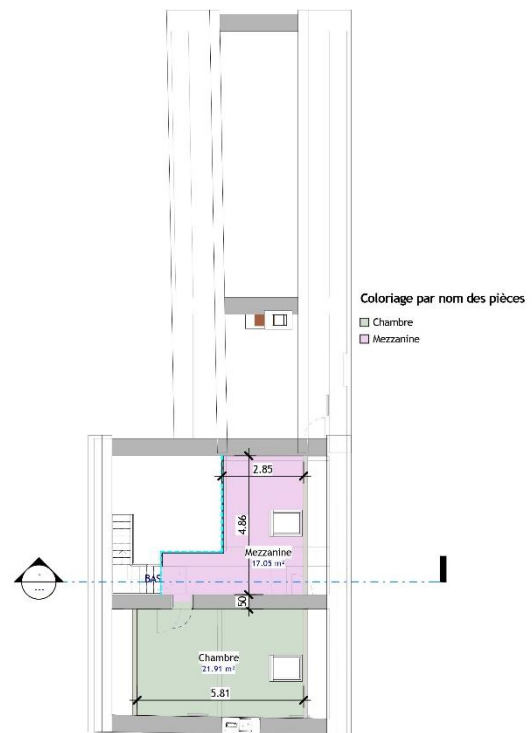 Coloriage par nom des pièces
Chambre
Mezzanine
2.85
4.86
Mezzanine
17.05 m²
BAS
50
Chambre
21.91 m²
5.81